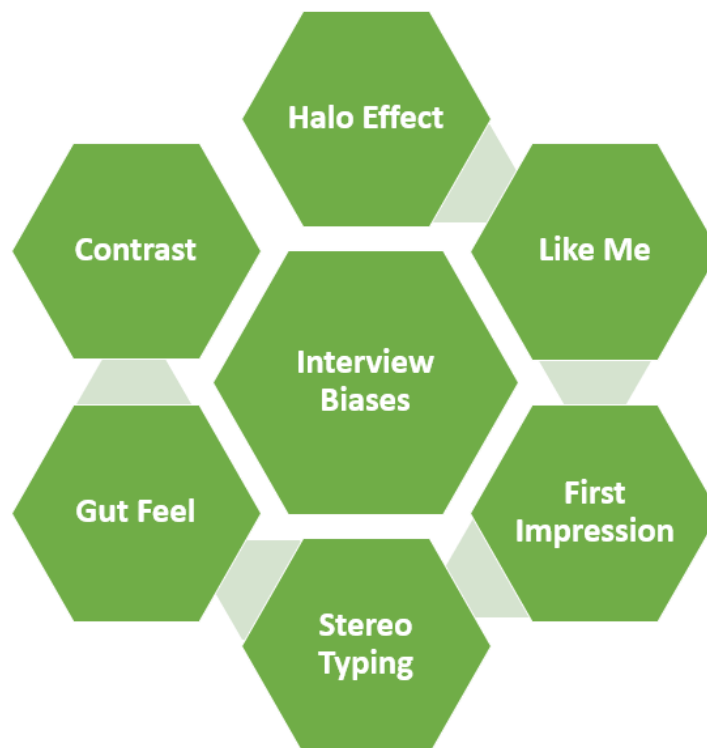 Halo Effect
Contrast
Like Me
Interview
Biases
Gut Feel
First
Impression
Stereo
Typing